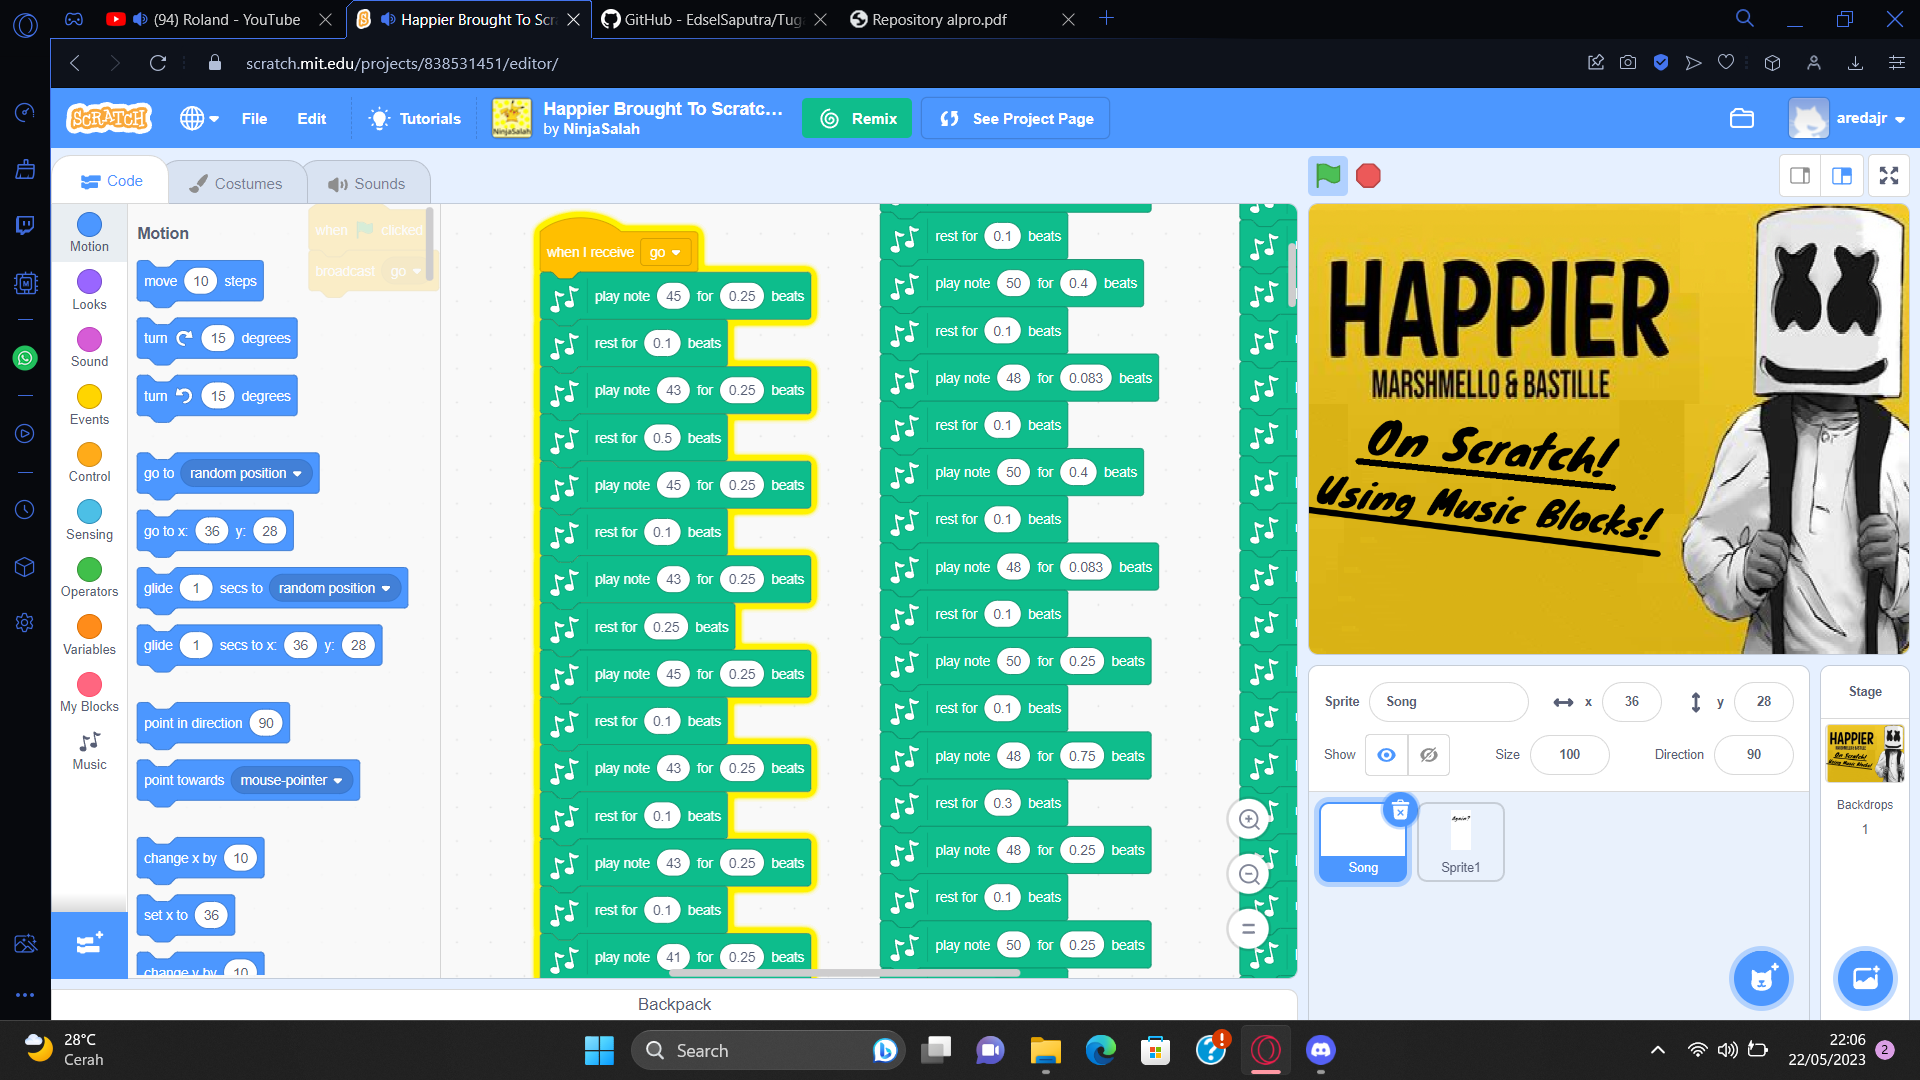 (94) Roland - YouTube
Happier Brought To Scr
GitHub - EdselSaputra/Tug
Repository alpro.pdf
scratch.mit.edu/projects/838531451/editor/
SCRATCH
File
Edit
Tutorials
NinjaSalah
Happier Brought To Scratc...
by NinjaSalah
Remix
See Project Page
aredajr
Code
Costumes
Sounds
Motion
Looks
Sound
Events
Control
Sensing
Operators
Variables
My Blocks
Music
Motion
move 10 steps
turn 15 degrees
turn 15 degrees
go to random position
go to x: 36 y: 28
glide 1 secs to random position
glide 1 secs to x: 36 y: 28
point in direction 90
point towards mouse-pointer
change x by 10
set x to 36
change y by 10
when clicked
broadcast go
when I receive go
play note 45 for 0.25 beats
rest for 0.1 beats
play note 43 for 0.25 beats
rest for 0.5 beats
play note 45 for 0.25 beats
rest for 0.1 beats
play note 43 for 0.25 beats
rest for 0.25 beats
play note 45 for 0.25 beats
rest for 0.1 beats
play note 43 for 0.25 beats
rest for 0.1 beats
play note 43 for 0.25 beats
rest for 0.1 beats
play note 41 for 0.25 beats
rest for 0.1 beats
play note 50 for 0.4 beats
rest for 0.1 beats
play note 48 for 0.083 beats
rest for 0.1 beats
play note 50 for 0.4 beats
rest for 0.1 beats
play note 48 for 0.083 beats
rest for 0.1 beats
play note 50 for 0.25 beats
rest for 0.1 beats
play note 48 for 0.75 beats
rest for 0.3 beats
play note 48 for 0.25 beats
rest for 0.1 beats
play note 50 for 0.25 beats
Backpack
HAPPIER
MARSHMELLO & BASTILLE
On Scratch!
Using Music Blocks!
Sprite Song x 36 y 28
Show Size 100 Direction 90
Song
Sprite1
Again?
Stage
HAPPIER
MARSHMELLO & BASTILLE
On Scratch!
Using Music Blocks!
Backdrops
1
28°C
Cerah
Search
22:06
22/05/2023
2